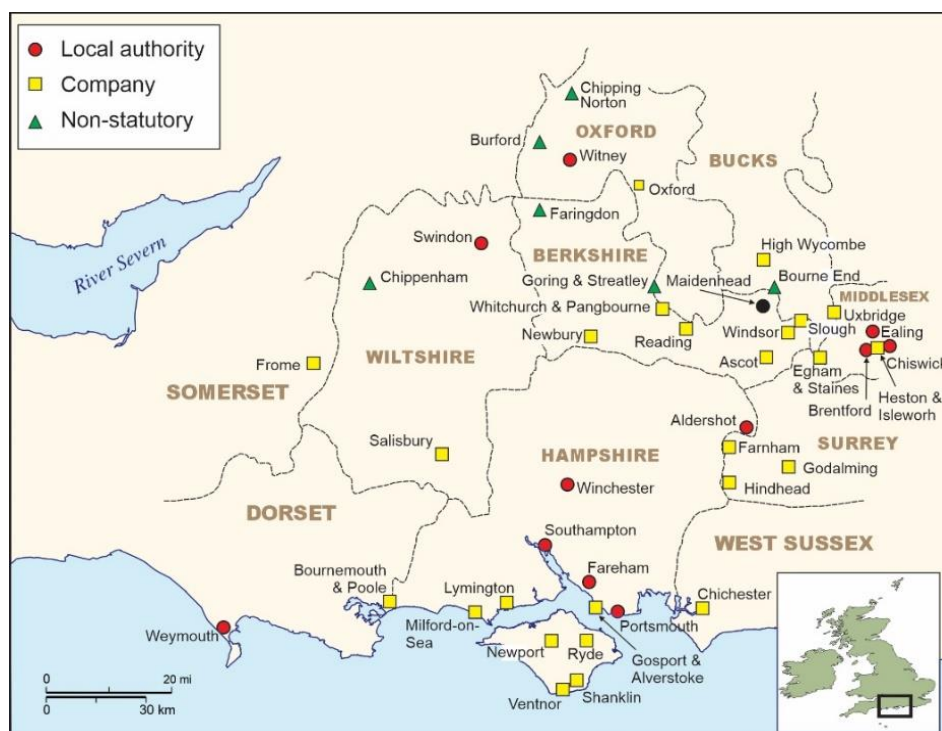 Local authority
Company
Non-statutory
Chipping
Norton
OXFORD
Burford
Witney
BUCKS
Oxford
Faringdon
River Severn
Swindon
High Wycombe
BERKSHIRE
Chippenham
Goring & Streatley
Maidenhead
Bourne End
MIDDLESEX
Whitchurch & Pangbourne
Uxbridge
Ealing
Newbury
Reading
Windsor
Slough
Chiswick
Frome
WILTSHIRE
Ascot
Egham
& Staines
Brentford
Heston &
Isleworh
SOMERSET
Aldershot
SURREY
Salisbury
HAMPSHIRE
Farnham
Godalming
Winchester
Hindhead
DORSET
Southampton
WEST SUSSEX
Bournemouth
& Poole
Lymington
Fareham
Chichester
Weymouth
Milford-on-
Sea
Portsmouth
Newport
Ryde
Gosport &
Alverstoke
Ventnor
Shanklin
0 20 mi
0 30 km